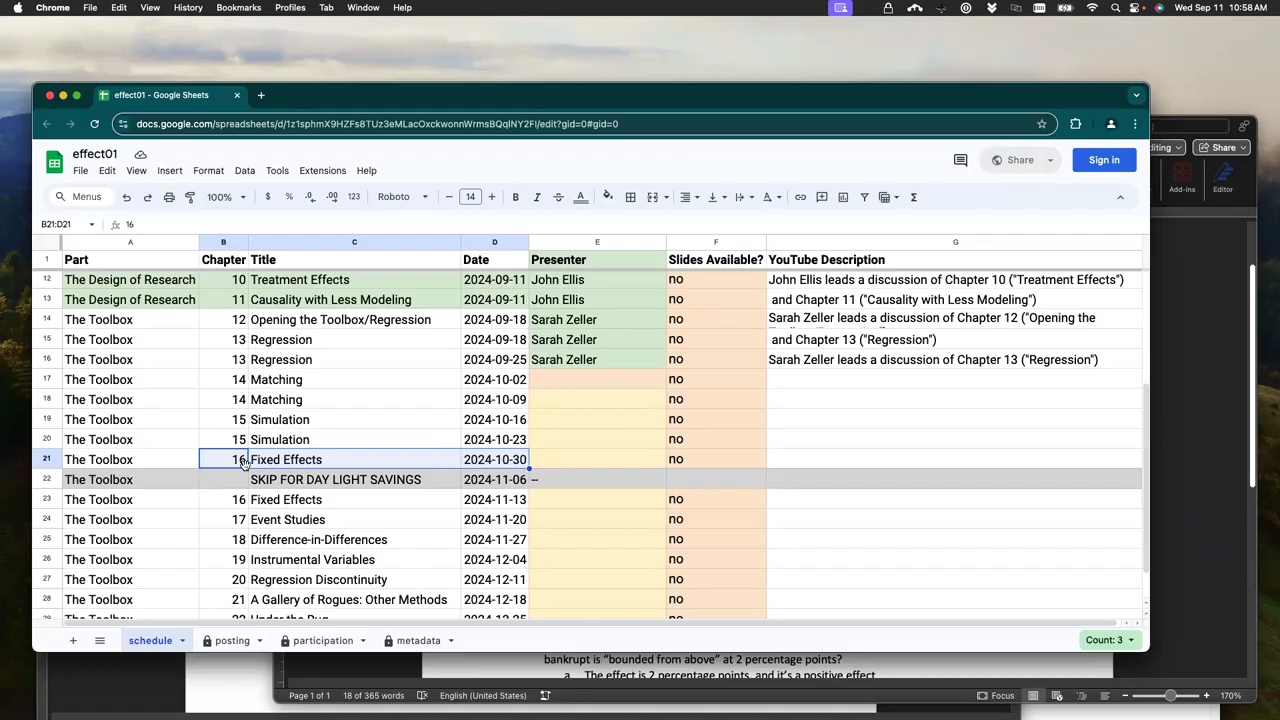 Chrome File Edit View History Bookmarks Profiles Tab Window Help Wed Sep 11 10:58 AM
effect01 - Google Sheets
docs.google.com/spreadsheets/d/1z1sphmX9HZFs8TUz3eMLacOxckwonnWrmsBQqlNY2FI/edit?gid=0#gid=0
effect01
File Edit View Insert Format Data Tools Extensions Help
Share Sign in
iting Share
Add-ins Editor
Menus 100% $ % .0 .00 123 Roboto 14 B I A
B21:D21 fx 16
A B C D E F G
1 Part Chapter Title Date Presenter Slides Available? YouTube Description
12 The Design of Research 10 Treatment Effects 2024-09-11 John Ellis no John Ellis leads a discussion of Chapter 10 ("Treatment Effects")
13 The Design of Research 11 Causality with Less Modeling 2024-09-11 John Ellis no and Chapter 11 ("Causality with Less Modeling")
14 The Toolbox 12 Opening the Toolbox/Regression 2024-09-18 Sarah Zeller no Sarah Zeller leads a discussion of Chapter 12 ("Opening the
15 The Toolbox 13 Regression 2024-09-18 Sarah Zeller no and Chapter 13 ("Regression")
16 The Toolbox 13 Regression 2024-09-25 Sarah Zeller no Sarah Zeller leads a discussion of Chapter 13 ("Regression")
17 The Toolbox 14 Matching 2024-10-02 no
18 The Toolbox 14 Matching 2024-10-09 no
19 The Toolbox 15 Simulation 2024-10-16 no
20 The Toolbox 15 Simulation 2024-10-23 no
21 The Toolbox 16 Fixed Effects 2024-10-30 no
22 The Toolbox SKIP FOR DAY LIGHT SAVINGS 2024-11-06 --
23 The Toolbox 16 Fixed Effects 2024-11-13 no
24 The Toolbox 17 Event Studies 2024-11-20 no
25 The Toolbox 18 Difference-in-Differences 2024-11-27 no
26 The Toolbox 19 Instrumental Variables 2024-12-04 no
27 The Toolbox 20 Regression Discontinuity 2024-12-11 no
28 The Toolbox 21 A Gallery of Rogues: Other Methods 2024-12-18 no
schedule posting participation metadata Count: 3
bankrupt is “bounded from above” at 2 percentage points?
a. The effect is 2 percentage points, and it’s a positive effect
Page 1 of 1 18 of 365 words English (United States) Focus 170%